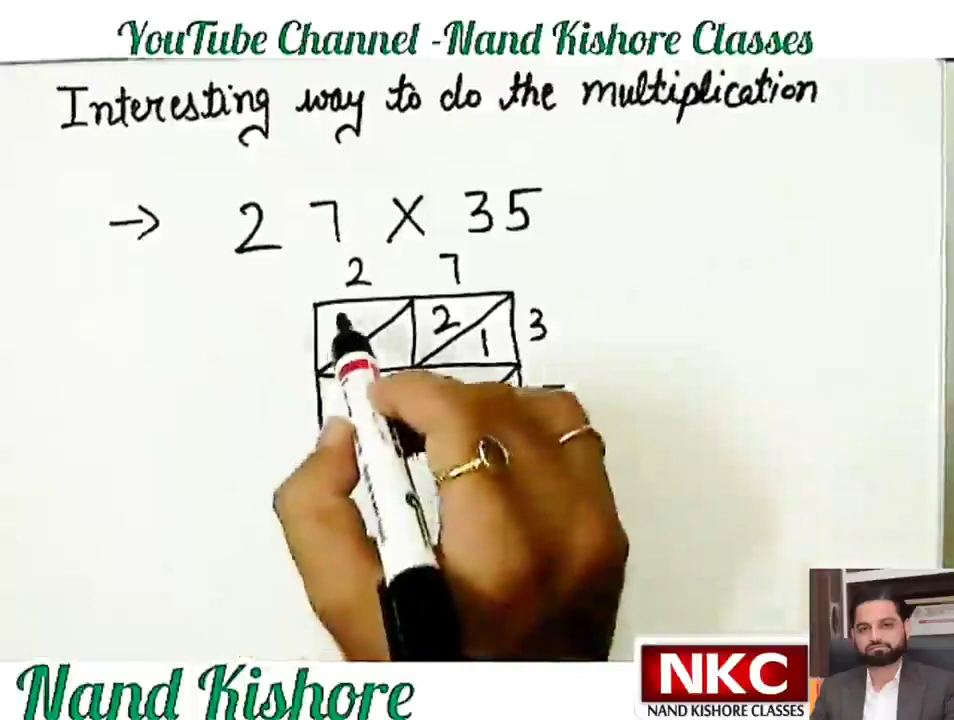 YouTube Channel -Nand Kishore Classes
Interesting way to do the multiplication
→ 27 × 35
2 7
2 1 3
Nand Kishore
NKC
NAND KISHORE CLASSES